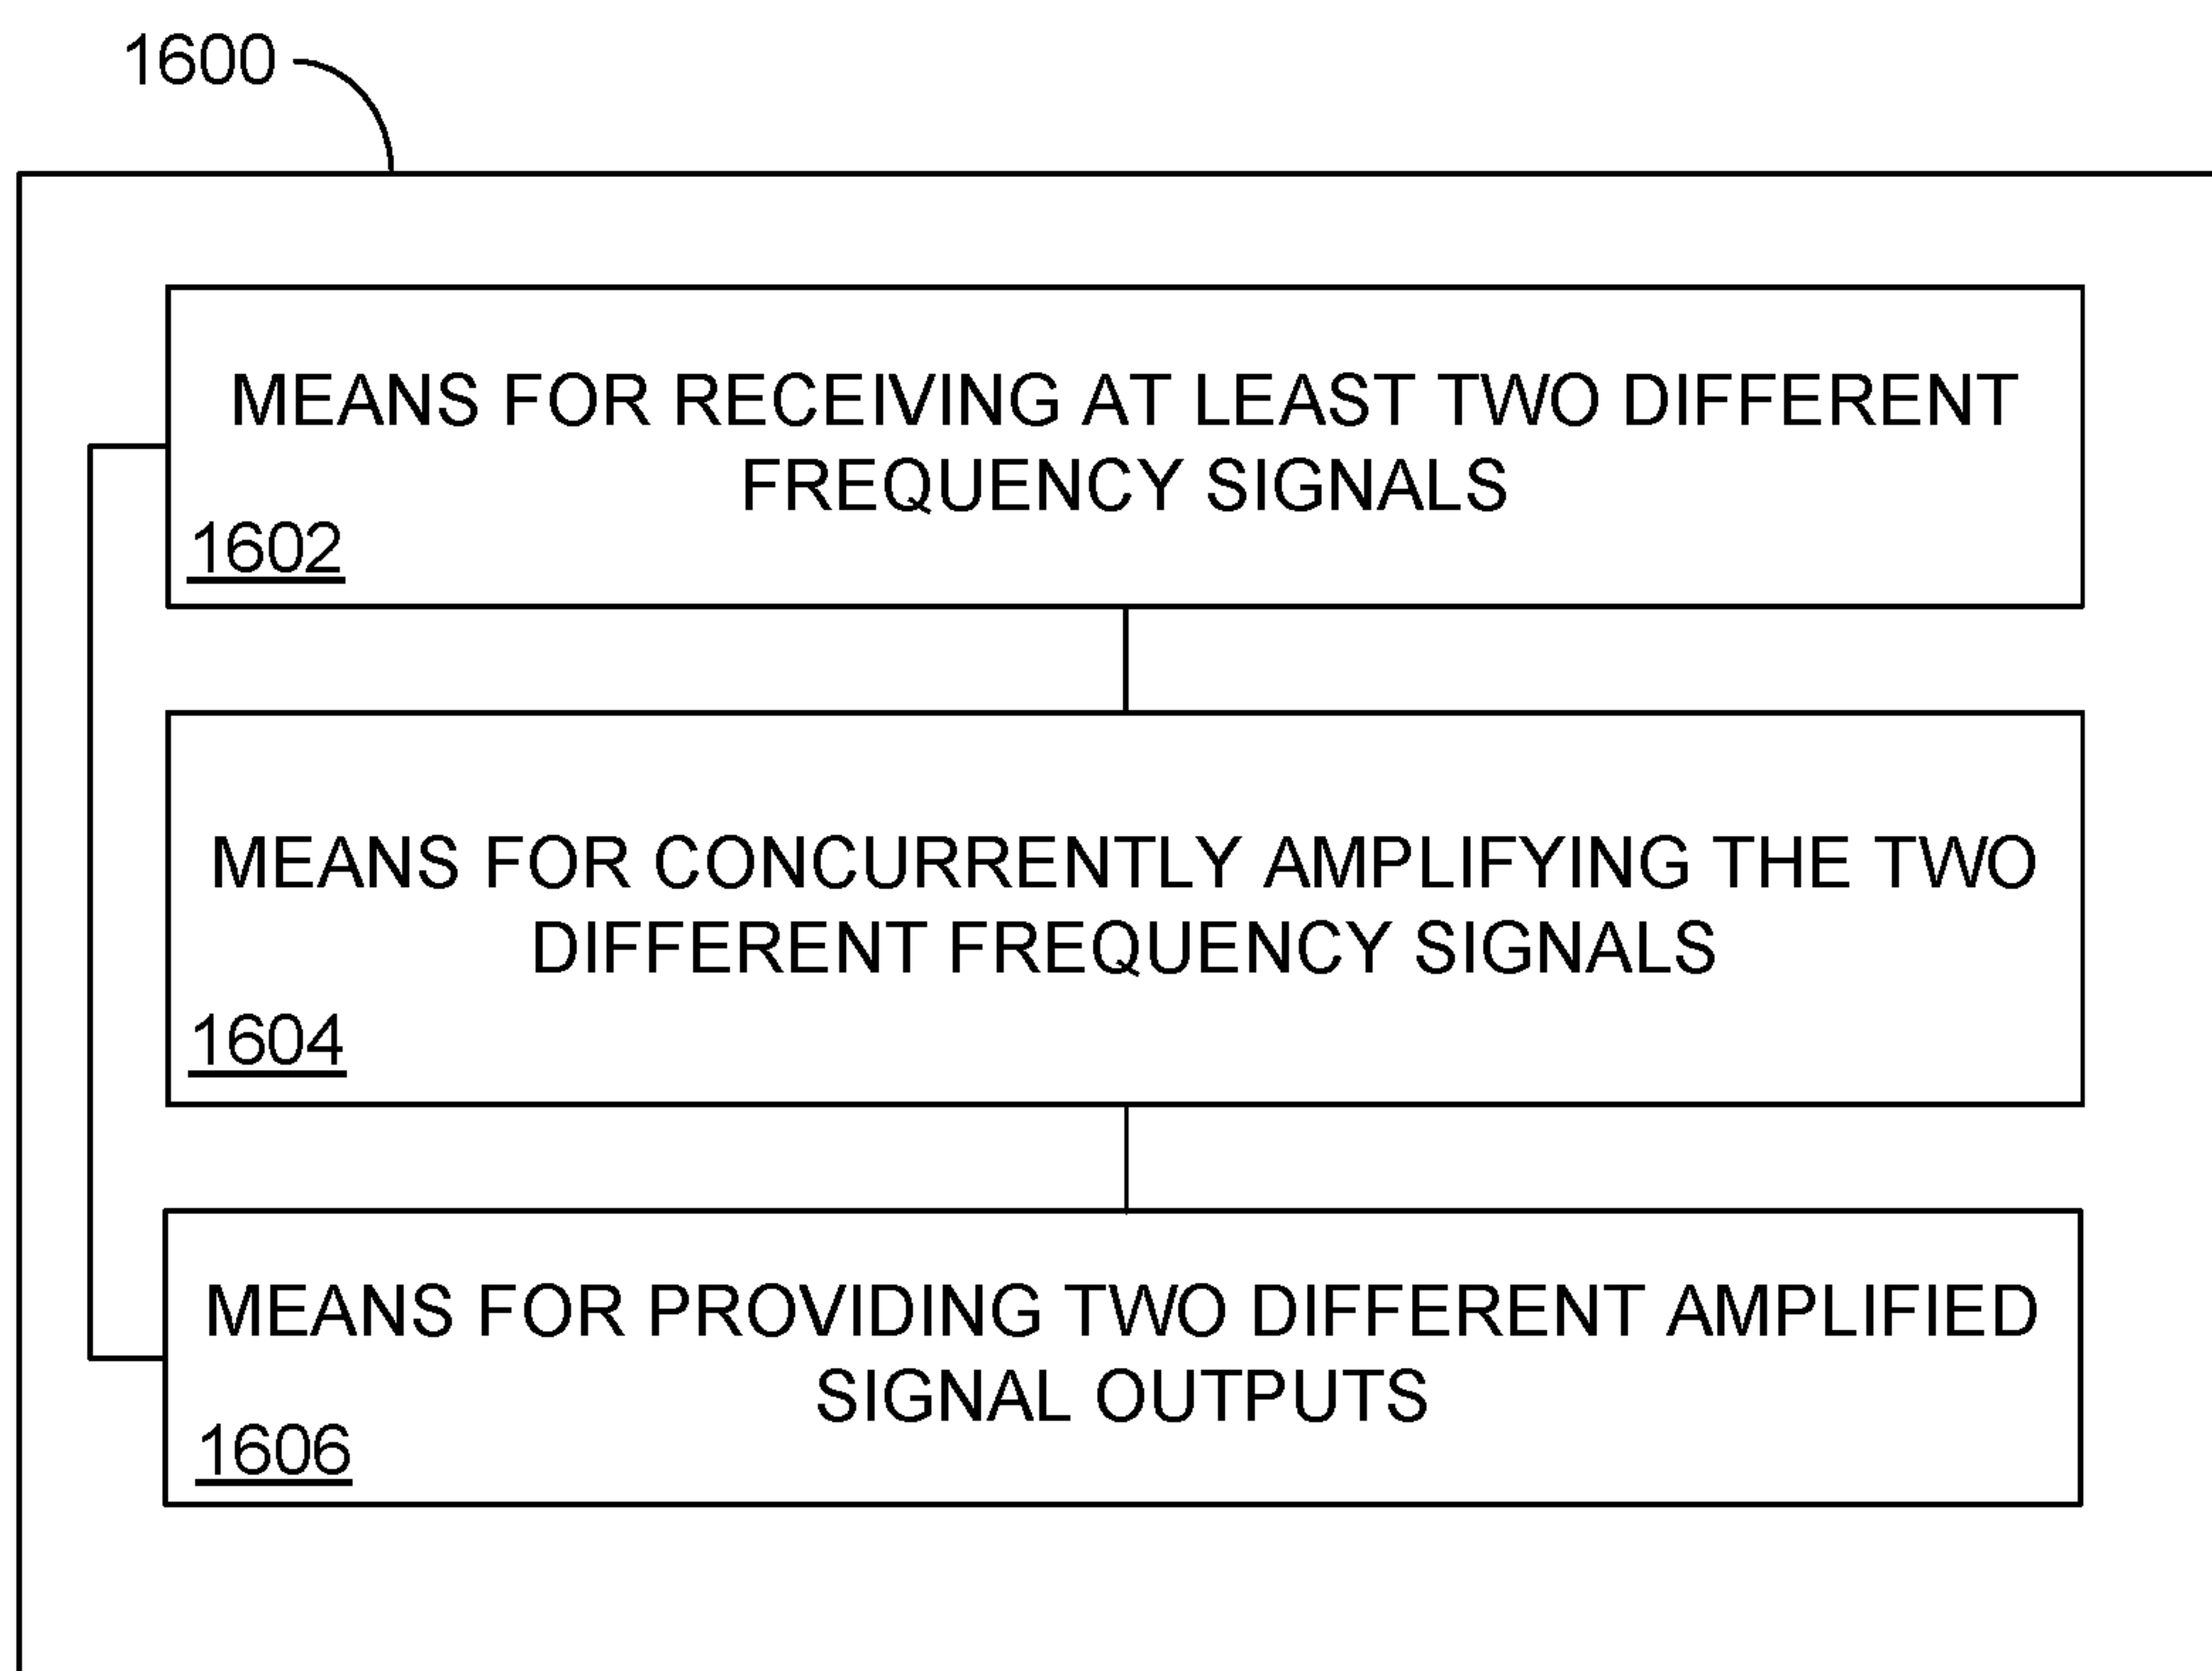 1600
MEANS FOR RECEIVING AT LEAST TWO DIFFERENT
FREQUENCY SIGNALS
1602
MEANS FOR CONCURRENTLY AMPLIFYING THE TWO
DIFFERENT FREQUENCY SIGNALS
1604
MEANS FOR PROVIDING TWO DIFFERENT AMPLIFIED
SIGNAL OUTPUTS
1606